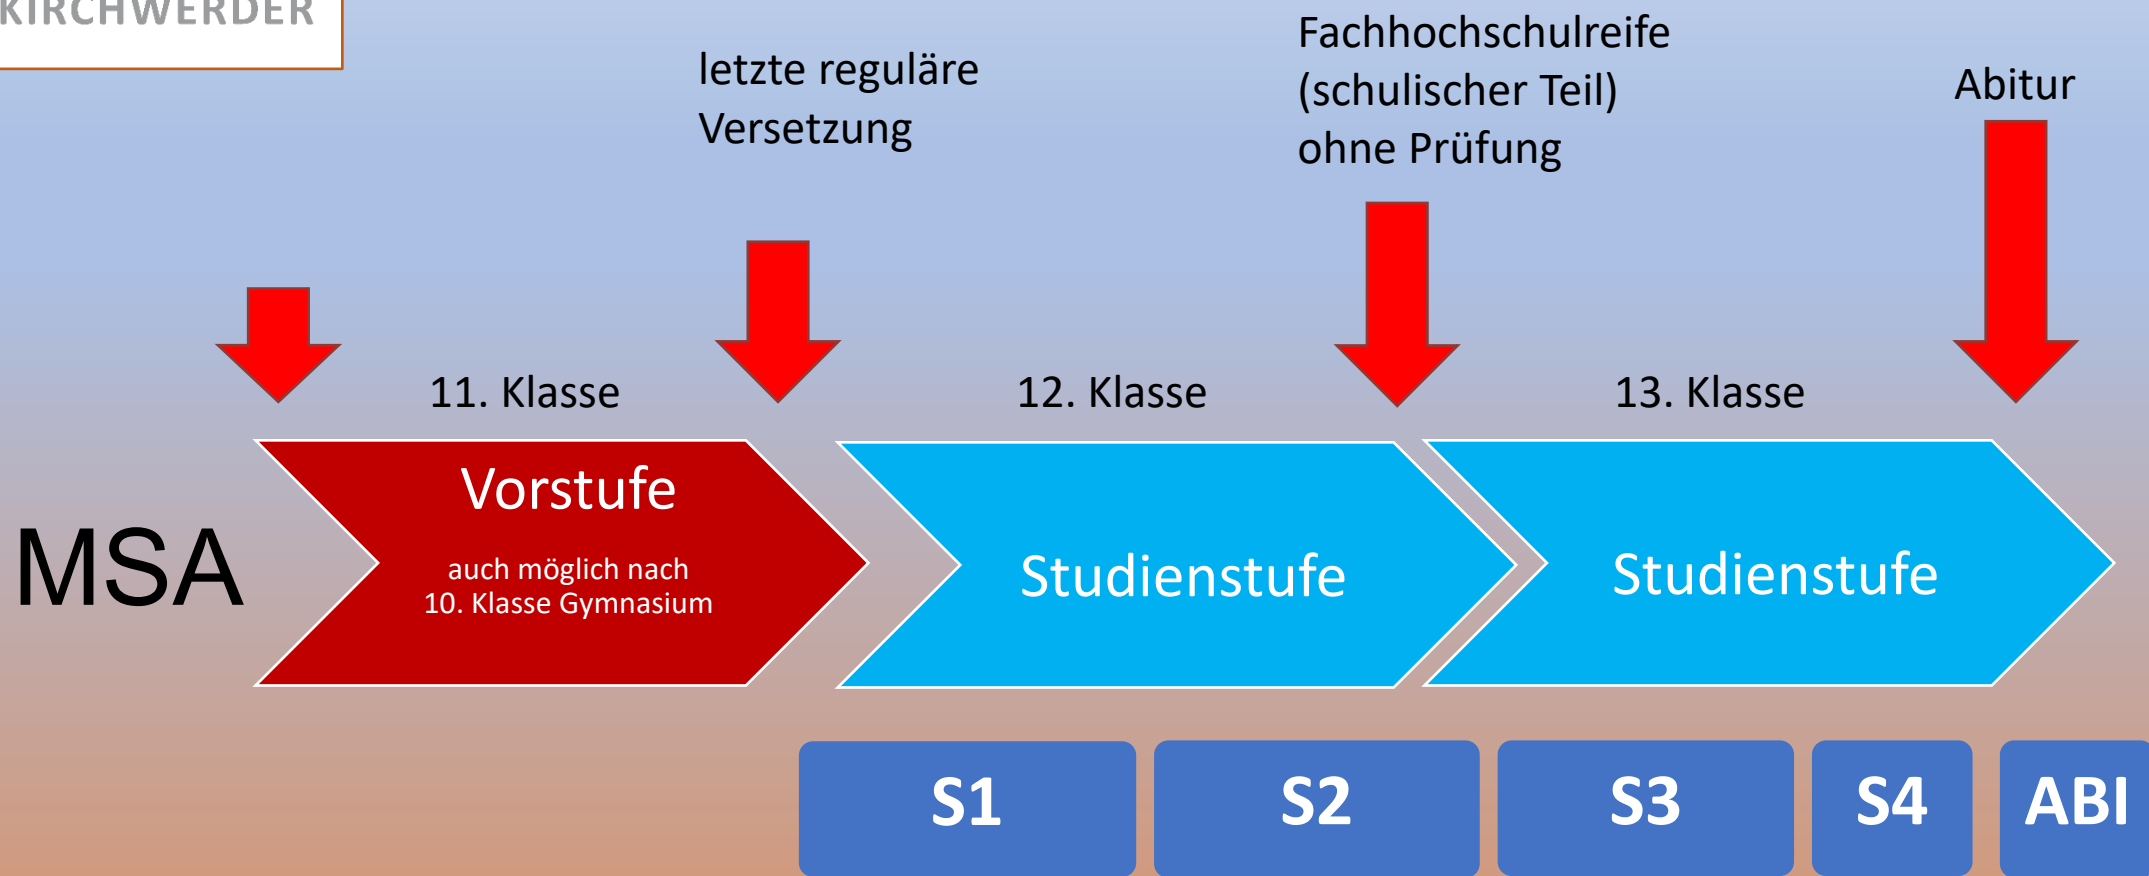 KIRCHWERDER
letzte reguläre
Versetzung
Fachhochschulreife
(schulischer Teil)
ohne Prüfung
Abitur
11. Klasse
12. Klasse
13. Klasse
MSA
Vorstufe
auch möglich nach
10. Klasse Gymnasium
Studienstufe
Studienstufe
S1
S2
S3
S4
ABI